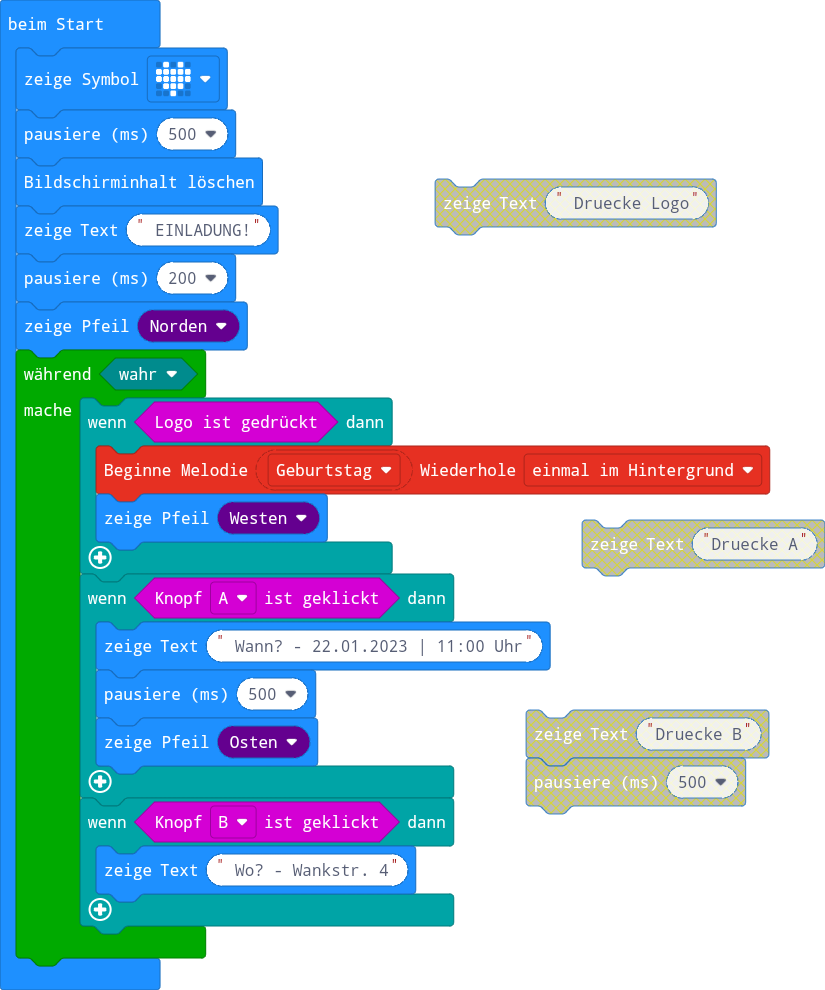 beim Start
zeige Symbol
pausiere (ms) 500
Bildschirminhalt löschen
zeige Text " EINLADUNG!"
pausiere (ms) 200
zeige Pfeil Norden
während wahr
mache
wenn Logo ist gedrückt dann
Beginne Melodie Geburtstag Wiederhole einmal im Hintergrund
zeige Pfeil Westen
wenn Knopf A ist geklickt dann
zeige Text " Wann? - 22.01.2023 | 11:00 Uhr"
pausiere (ms) 500
zeige Pfeil Osten
wenn Knopf B ist geklickt dann
zeige Text " Wo? - Wankstr. 4"
zeige Text " Druecke Logo"
zeige Text "Druecke A"
zeige Text "Druecke B"
pausiere (ms) 500